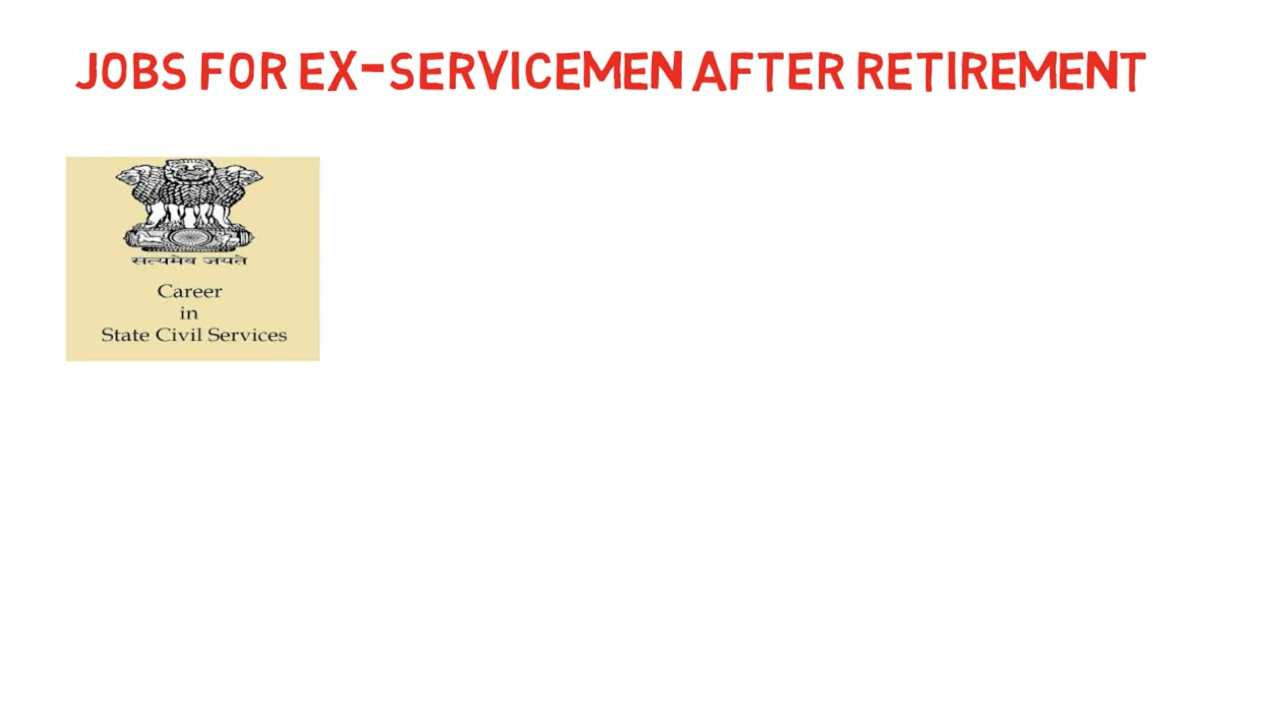 JOBS FOR EX-SERVICEMEN AFTER RETIREMENT
सत्यमेव जयते
Career
in
State Civil Services